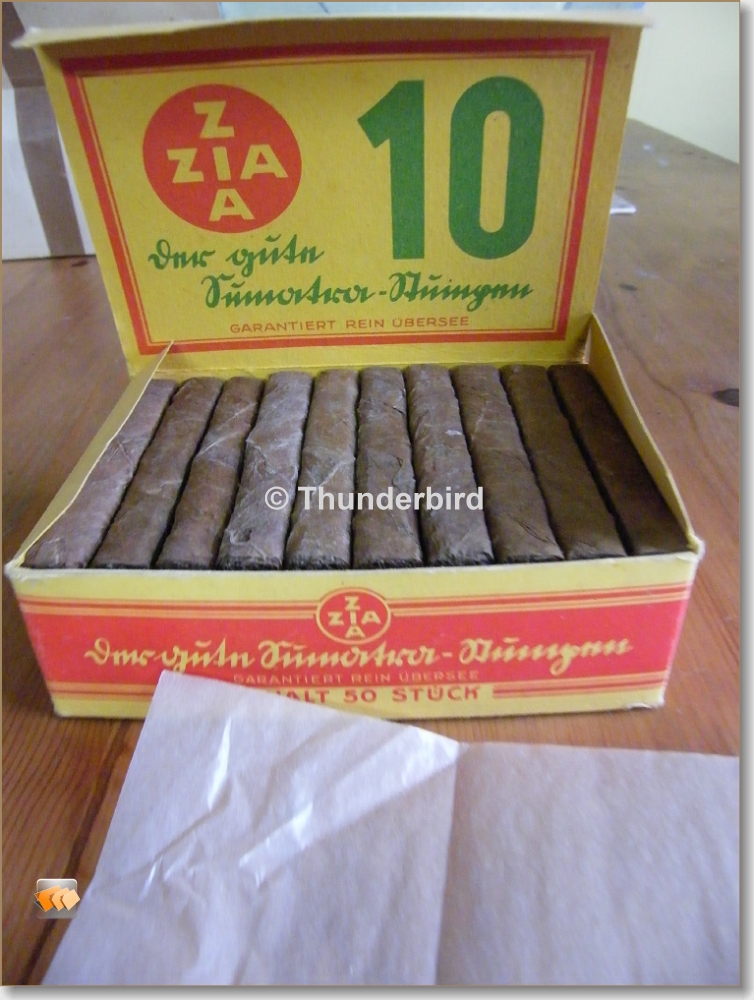 Z
ZIA
A
10
Der gute
Sumatra-Stumpen
GARANTIERT REIN ÜBERSEE
© Thunderbird
Z
ZIA
A
Der gute Sumatra-Stumpen
GARANTIERT REIN ÜBERSEE
50 STÜCK